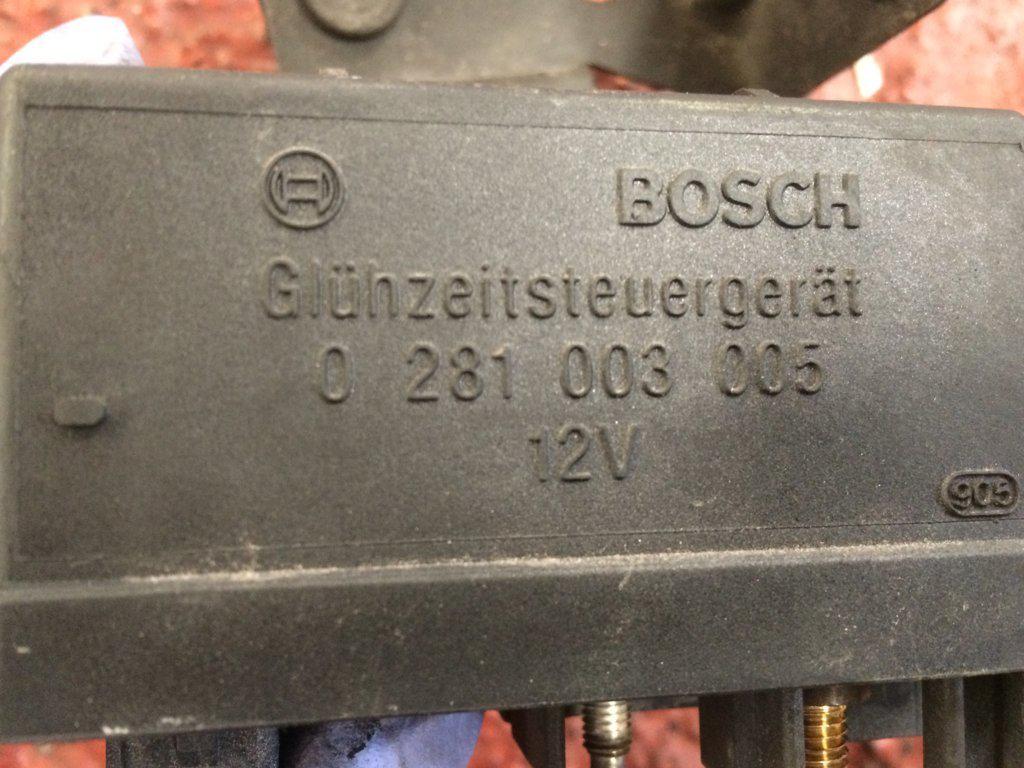 BOSCH
Glühzeitsteuergerät
0 281 003 005
12V
905